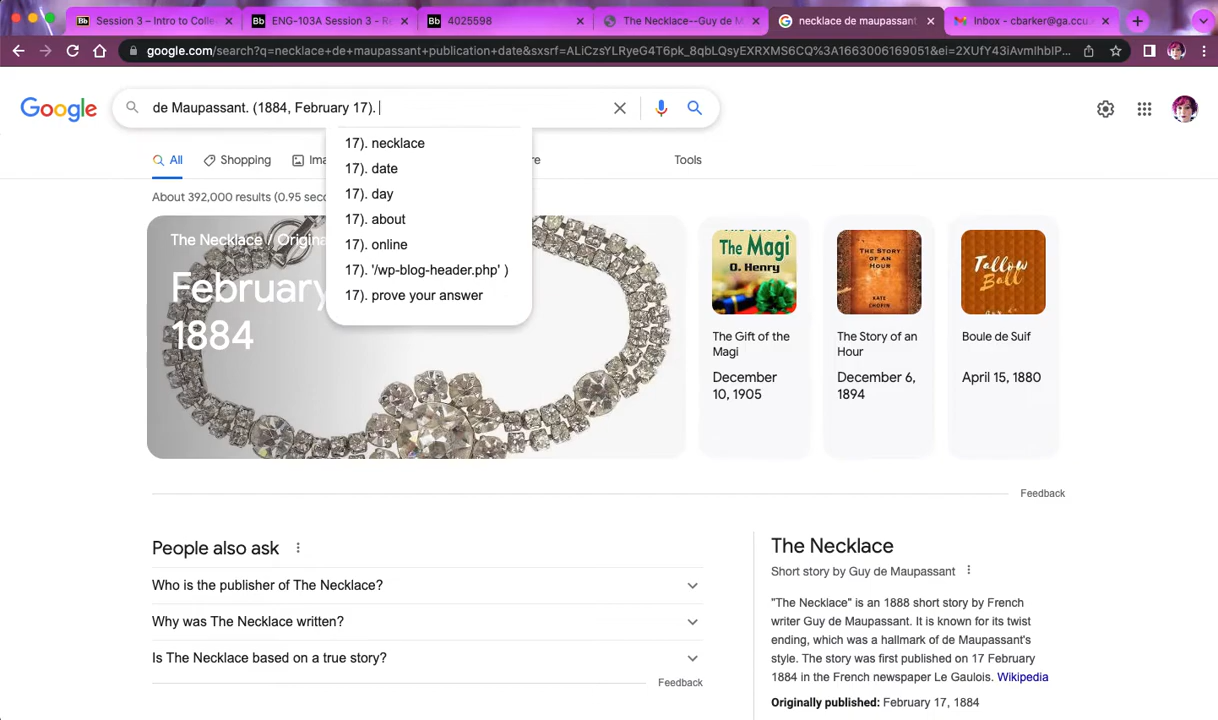 Session 3 – Intro to Colle
ENG-103A Session 3 - R
4025598
The Necklace--Guy de M
necklace de maupassant
Inbox - cbarker@ga.ccu.
google.com/search?q=necklace+de+maupassant+publication+date&sxsrf=ALiCzsYLRyeG4T6pk_8qbLQsyEXRXMS6CQ%3A1663006169051&ei=2XUfY43iAvmlhbIP...
Google
de Maupassant. (1884, February 17).
17). necklace
17). date
17). day
17). about
17). online
17). '/wp-blog-header.php' )
17). prove your answer
All
Shopping
Ima
re
Tools
About 392,000 results (0.95 seco
The Necklace / Origina
February
1884
The Magi
O. Henry
The Gift of the
Magi
December
10, 1905
THE STORY
OF AN
HOUR
KATE
CHOPIN
The Story of an
Hour
December 6,
1894
Tallow
Ball
Boule de Suif
April 15, 1880
Feedback
People also ask
Who is the publisher of The Necklace?
Why was The Necklace written?
Is The Necklace based on a true story?
Feedback
The Necklace
Short story by Guy de Maupassant
"The Necklace" is an 1888 short story by French
writer Guy de Maupassant. It is known for its twist
ending, which was a hallmark of de Maupassant's
style. The story was first published on 17 February
1884 in the French newspaper Le Gaulois. Wikipedia
Originally published: February 17, 1884